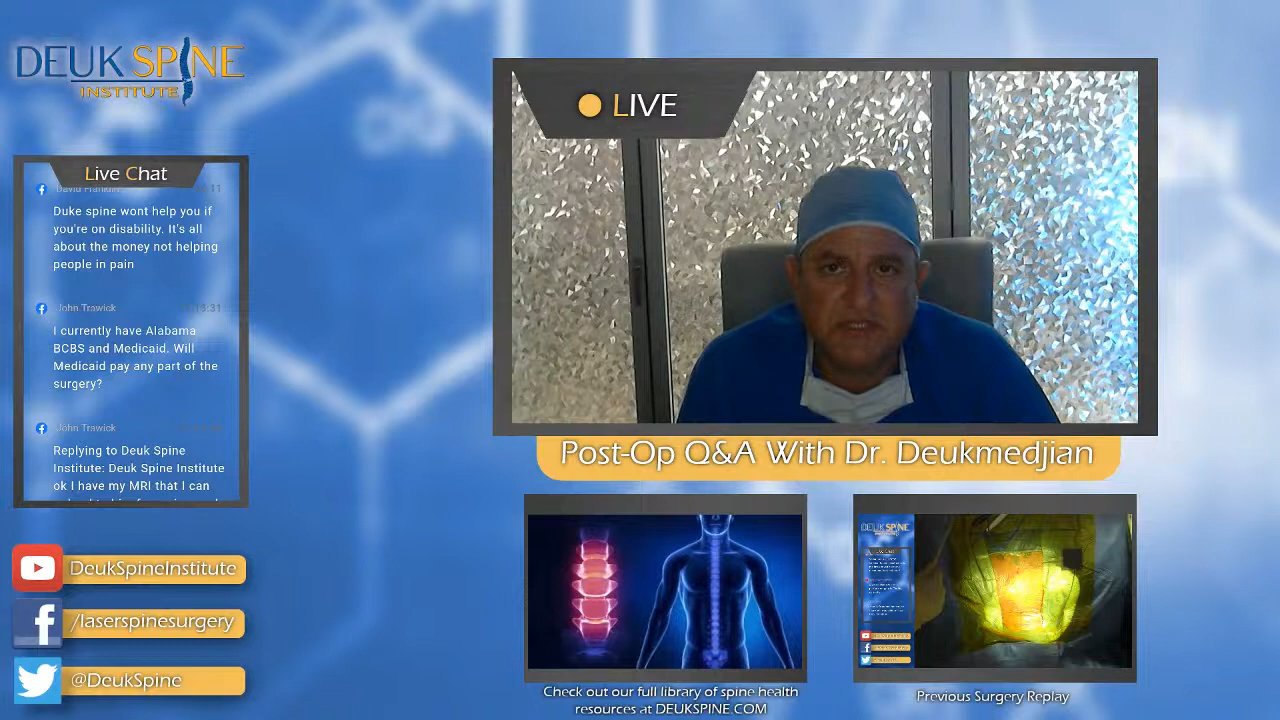 DEUK SPINE
INSTITUTE
Live Chat
David Franklin
Duke spine wont help you if
you're on disability. It's all
about the money not helping
people in pain
John Trawick
I currently have Alabama
BCBS and Medicaid. Will
Medicaid pay any part of the
surgery?
John Trawick
Replying to Deuk Spine
Institute: Deuk Spine Institute
ok I have my MRI that I can
DeukSpineInstitute
/laserspinesurgery
@DeukSpine
LIVE
Post-Op Q&A With Dr. Deukmedjian
Check out our full library of spine health
resources at DEUKSPINE.COM
DEUK SPINE
Previous Surgery Replay